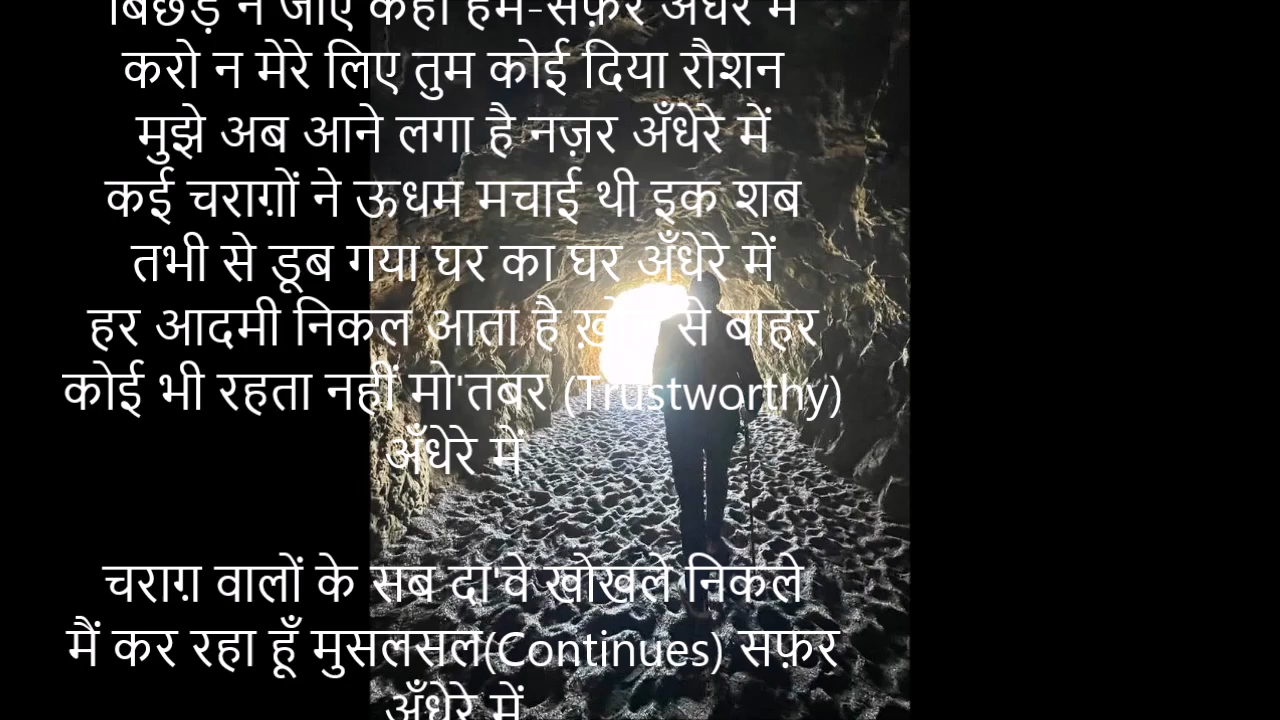 बिछड़ न जाए कहीं हम-सफ़र अँधेरे में
करो न मेरे लिए तुम कोई दिया रौशन
मुझे अब आने लगा है नज़र अँधेरे में
कई चराग़ों ने ऊधम मचाई थी इक शब
तभी से डूब गया घर का घर अँधेरे में
हर आदमी निकल आता है से बाहर
कोई भी रहता नहीं मो'तबर (Trustworthy)
अँधेरे में
चराग़ वालों के सब दा'वे खोखले निकले
मैं कर रहा हूँ मुसलसल(Continues) सफ़र
अँधेरे में